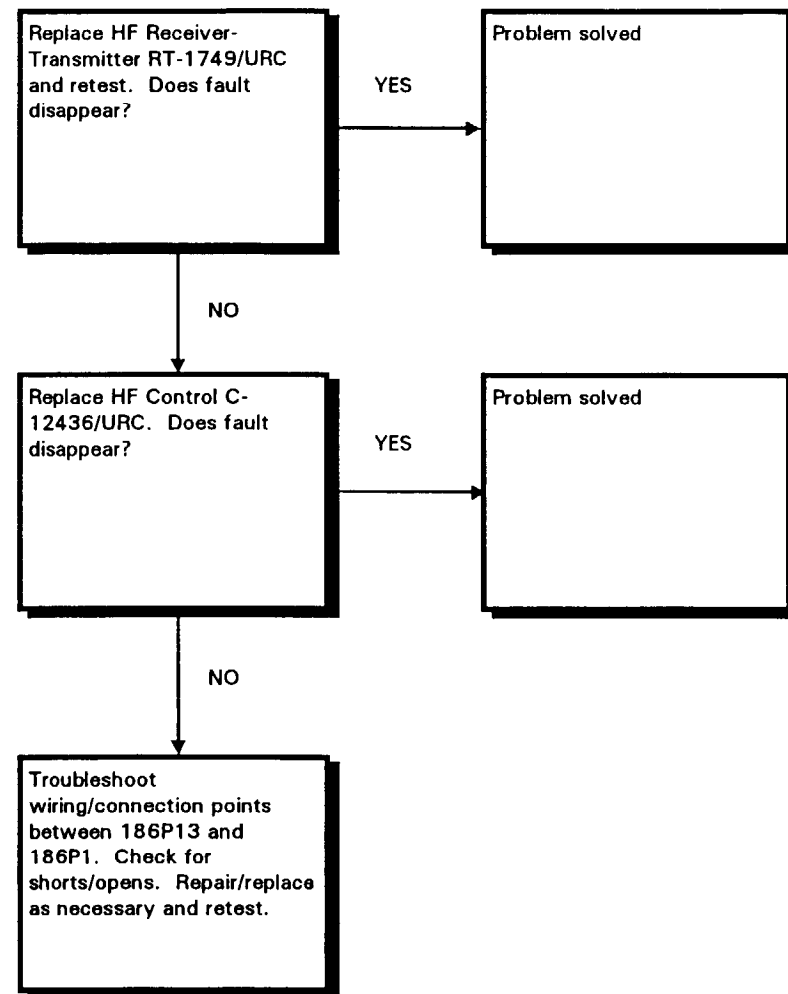 Replace HF Receiver-
Transmitter RT-1749/URC
and retest. Does fault
disappear?
YES
Problem solved
NO
Replace HF Control C-
12436/URC. Does fault
disappear?
YES
Problem solved
NO
Troubleshoot
wiring/connection points
between 186P13 and
186P1. Check for
shorts/opens. Repair/replace
as necessary and retest.